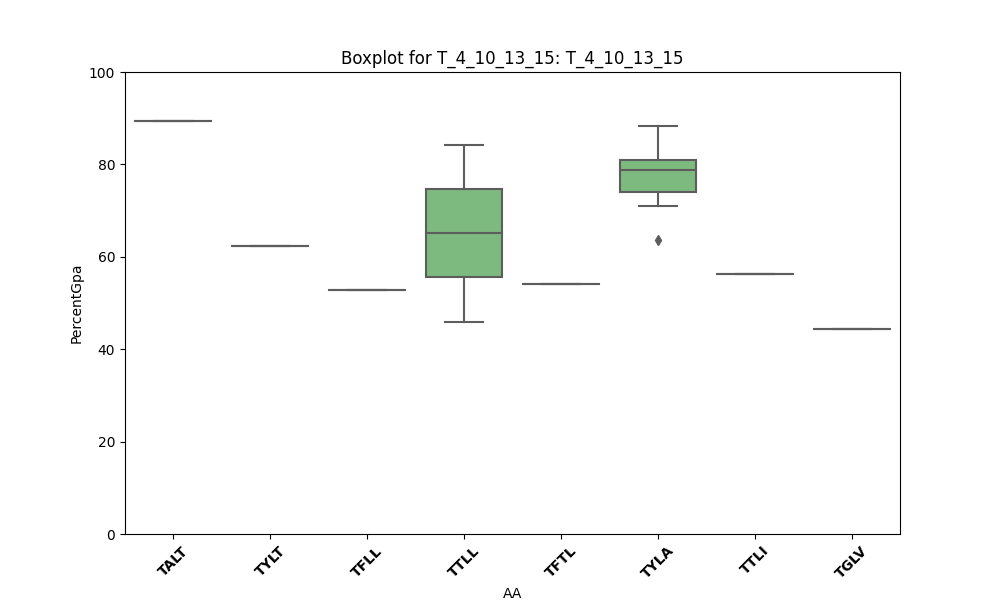 Boxplot for T_4_10_13_15: T_4_10_13_15
100
80
60
40
20
0
PercentGpa
TALT
TYLT
TFLL
TTLL
TFTL
TYLA
TTLI
TGLV
AA